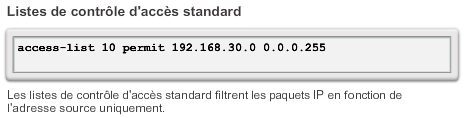 Listes de contrôle d'accès standard
access-list 10 permit 192.168.30.0 0.0.0.255
Les listes de contrôle d'accès standard filtrent les paquets IP en fonction de
l'adresse source uniquement.